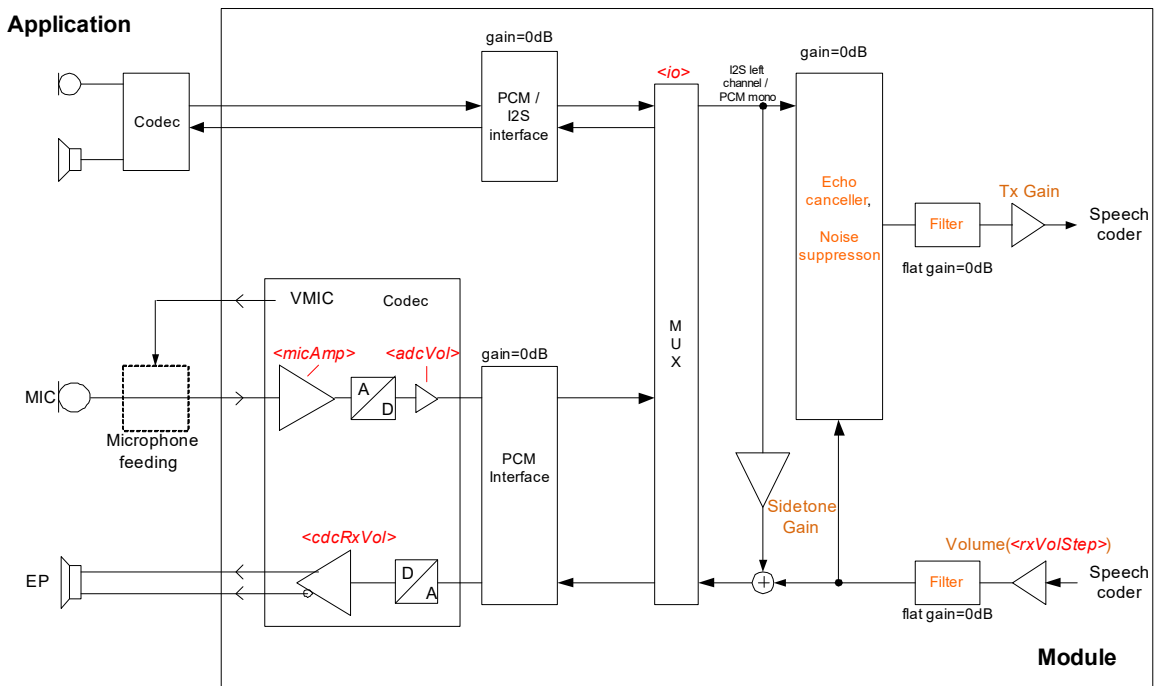 Application
gain=0dB
gain=0dB
<io>
I2S left
channel /
PCM mono
Codec
PCM /
I2S
interface
Echo
canceller,
Noise
suppresson
Tx Gain
Filter
Speech
coder
flat gain=0dB
VMIC
Codec
<micAmp>
<adcVol>
gain=0dB
M
U
X
MIC
A
D
Microphone
feeding
PCM
Interface
Sidetone
Gain
<cdcRxVol>
Volume(<rxVolStep>)
EP
D
A
Filter
Speech
coder
flat gain=0dB
Module